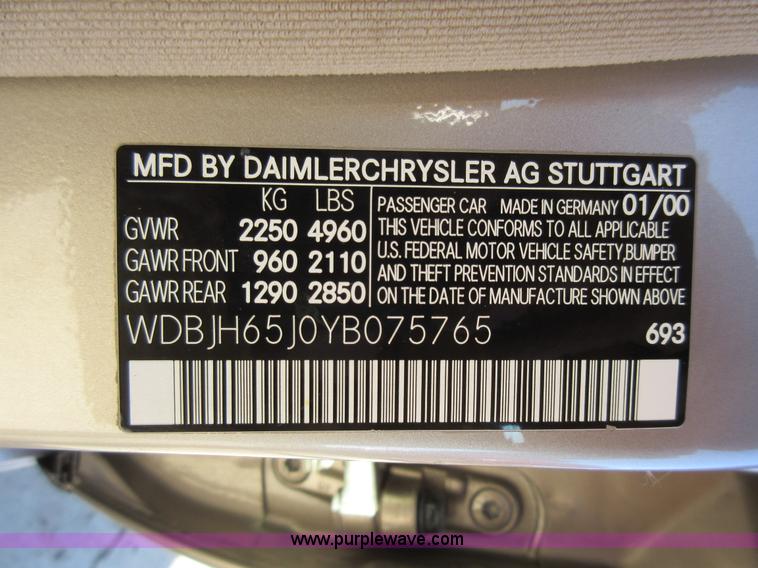 MFD BY DAIMLERCHRYSLER AG STUTTGART
KG LBS
GVWR 2250 4960
GAWR FRONT 960 2110
GAWR REAR 1290 2850
PASSENGER CAR MADE IN GERMANY 01/00
THIS VEHICLE CONFORMS TO ALL APPLICABLE
U.S. FEDERAL MOTOR VEHICLE SAFETY,BUMPER
AND THEFT PREVENTION STANDARDS IN EFFECT
ON THE DATE OF MANUFACTURE SHOWN ABOVE
WDBJH65J0YB075765 693
www.purplewave.com